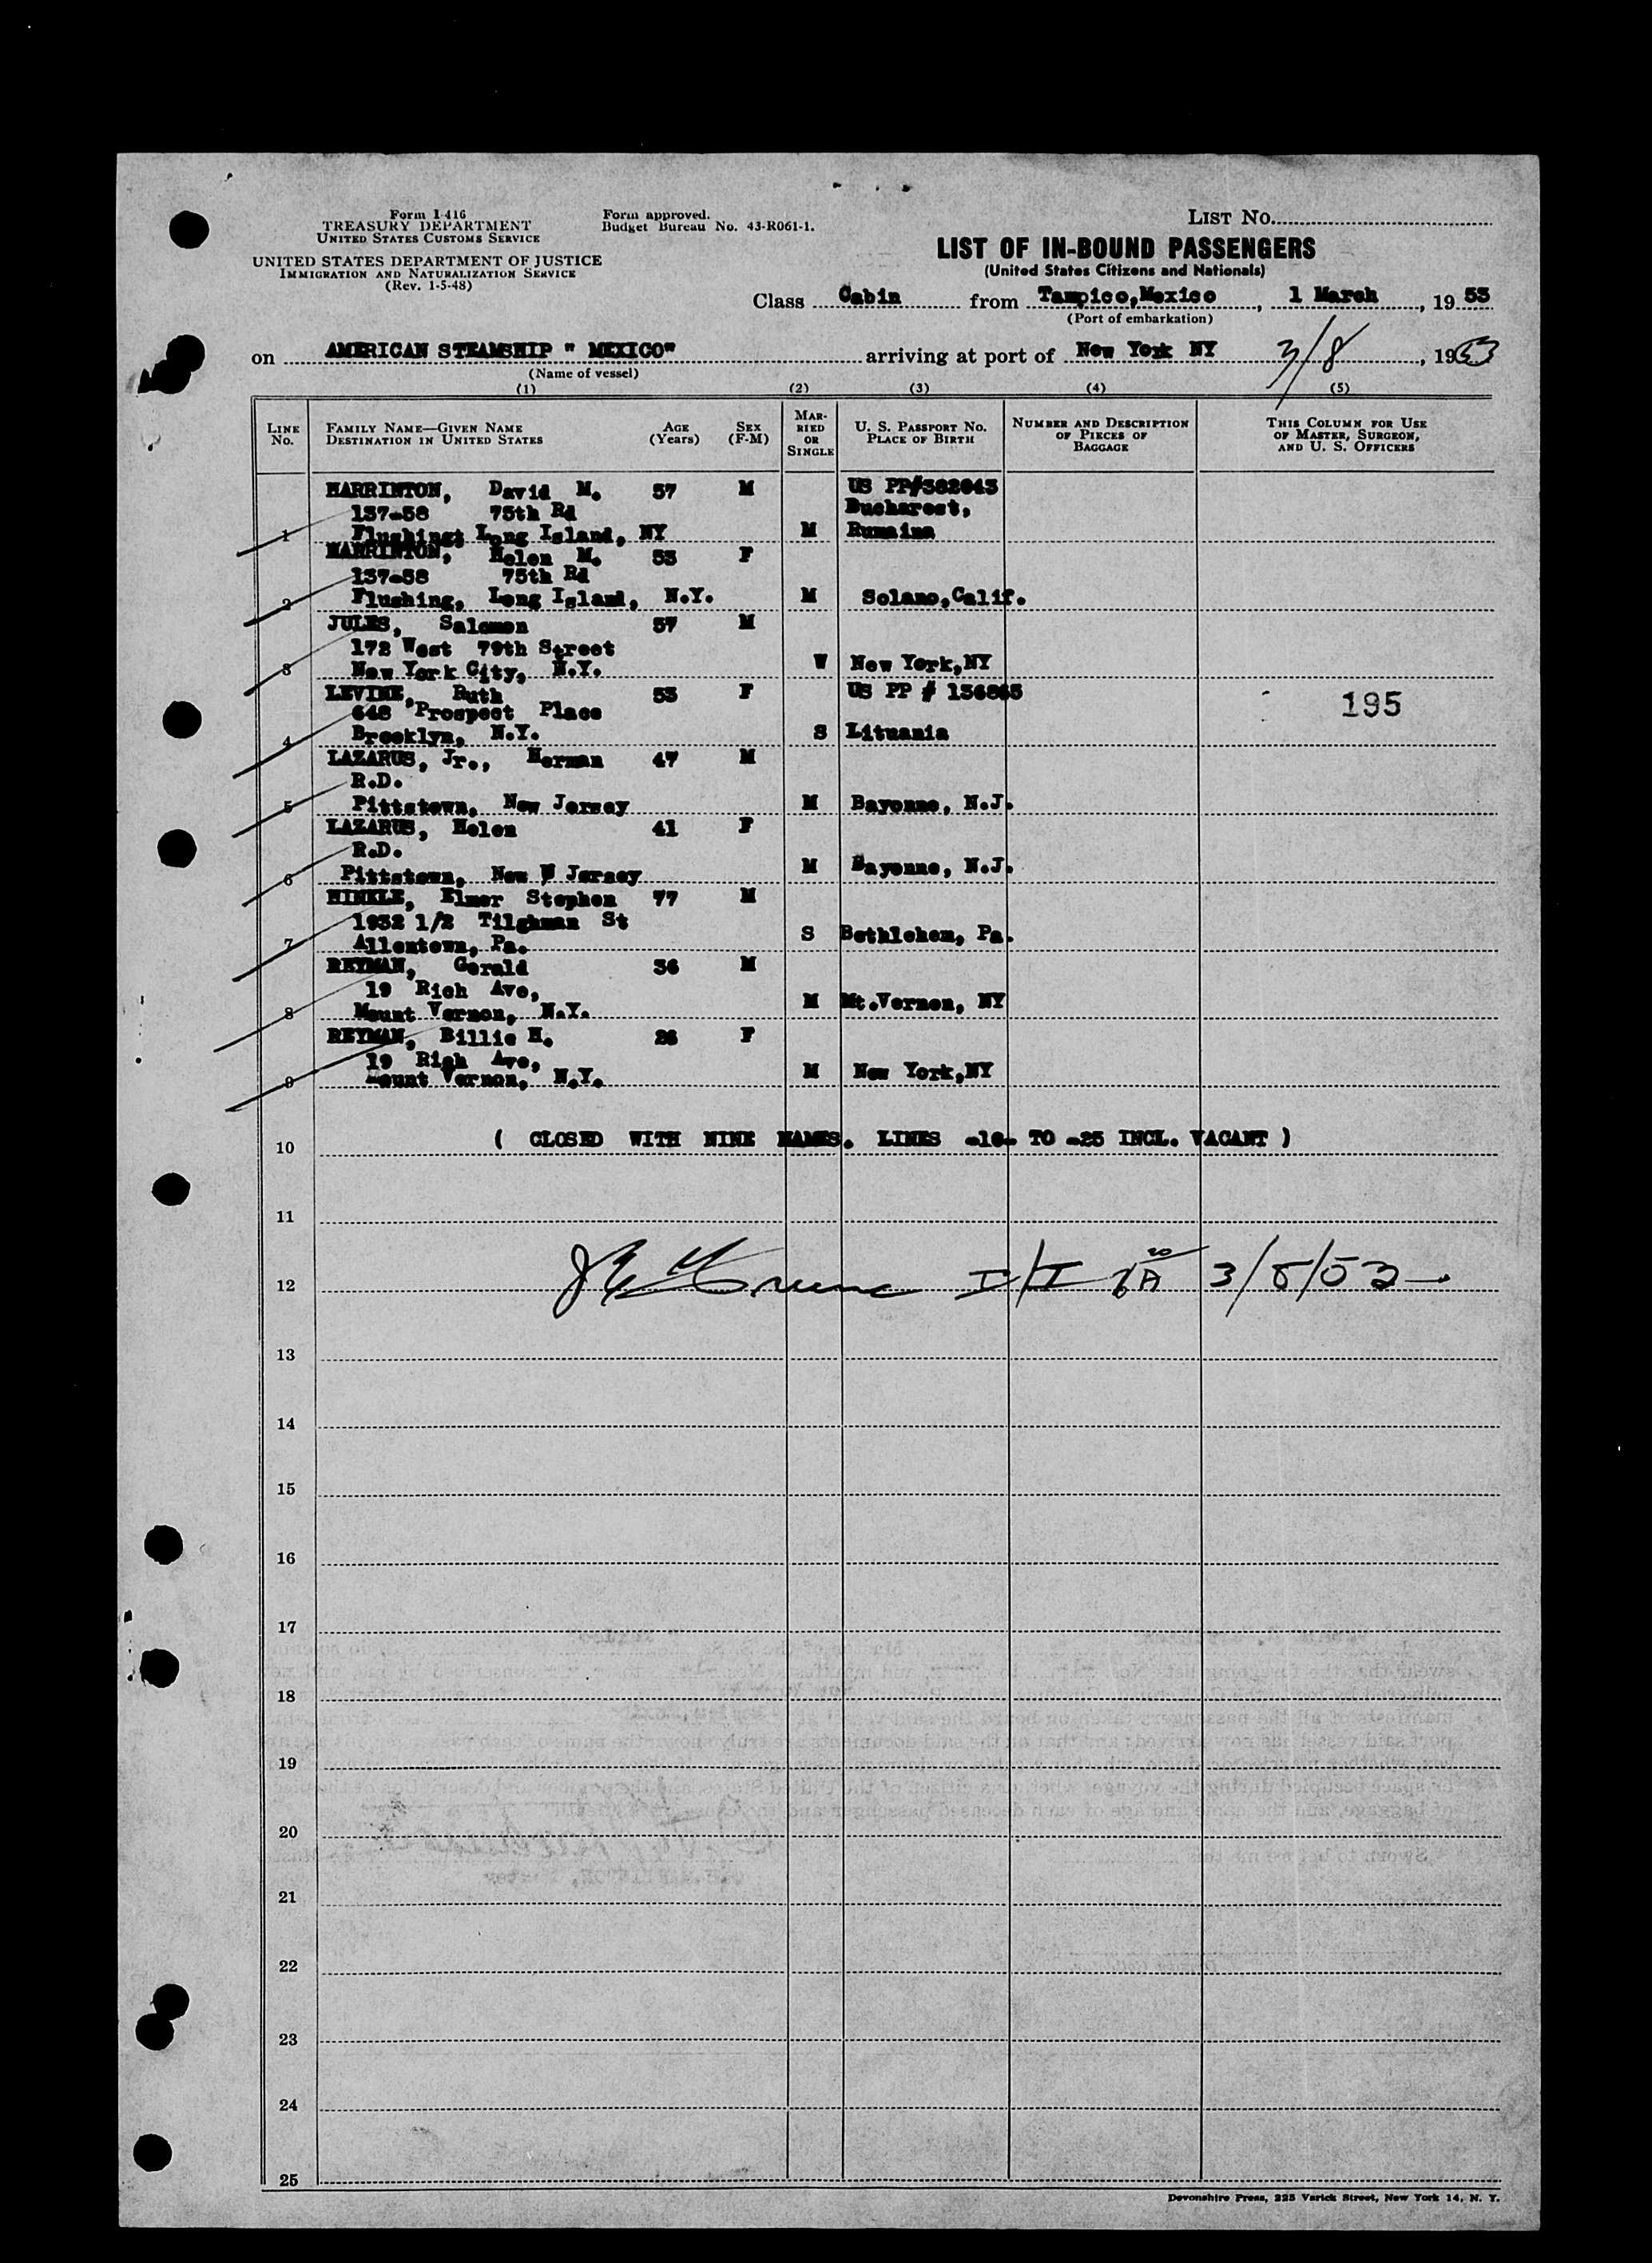 Form I-416
TREASURY DEPARTMENT
UNITED STATES CUSTOMS SERVICE
UNITED STATES DEPARTMENT OF JUSTICE
IMMIGRATION AND NATURALIZATION SERVICE
(Rev. 1-5-48)
Form approved.
Budget Bureau No. 43-R061-1.
LIST NO.
LIST OF IN-BOUND PASSENGERS
(United States Citizens and Nationals)
Class Cabin from Tampico,Mexico, 1 March, 19 53
(Port of embarkation)
on AMERICAN STEAMSHIP " MEXICO" arriving at port of New York NY 3/8, 1953
(Name of vessel)
(1) (2) (3) (4) (5)
LINE No.
FAMILY NAME—GIVEN NAME
DESTINATION IN UNITED STATES
AGE (Years)
SEX (F-M)
MARRIED OR SINGLE
U. S. PASSPORT NO.
PLACE OF BIRTH
NUMBER AND DESCRIPTION OF PIECES OF BAGGAGE
THIS COLUMN FOR USE OF MASTER, SURGEON, AND U. S. OFFICERS
HARRINTON, David M. 57 M US PP#
137-58 75th Rd Bucharest,
1 Flushing; Long Island, NY M Rumaina
HARRINTON, Helen M. 53 F
137-58 75th Rd
2 Flushing, Long Island, N.Y. M Solano,Calif.
JULES, Salomon 57 M
172 West 79th Street
3 New York City, N.Y. W New York,NY
LEVINE, Ruth 53 F US PP #
648 Prospect Place 195
4 Brooklyn, N.Y. S Lituania
LAZARUS, Jr., Herman 47 M
R.D.
5 Pittstown, New Jersey M Bayonne, N.J.
LAZARUS, Helen 41 F
R.D.
6 Pittstown, New Jersey M Bayonne, N.J.
HINKLE, Elmer Stephen 77 M
1932 1/2 Tilghman St
7 Allentown, Pa. S Bethlehem, Pa.
REYMAN, Gerald 36 M
19 Rich Ave,
8 Mount Vernon, N.Y. M Mt.Vernon, NY
REYMAN, Billie H. 26 F
19 Rich Ave,
9 Mount Vernon, N.Y. M New York,NY
10 ( CLOSED WITH NINE NAMES. LINES -10- TO -25 INCL. VACANT )
11
12 3/8/53
13
14
15
16
17
18
19
20
21
22
23
24
25
Devonshire Press, 225 Varick Street, New York 14, N. Y.